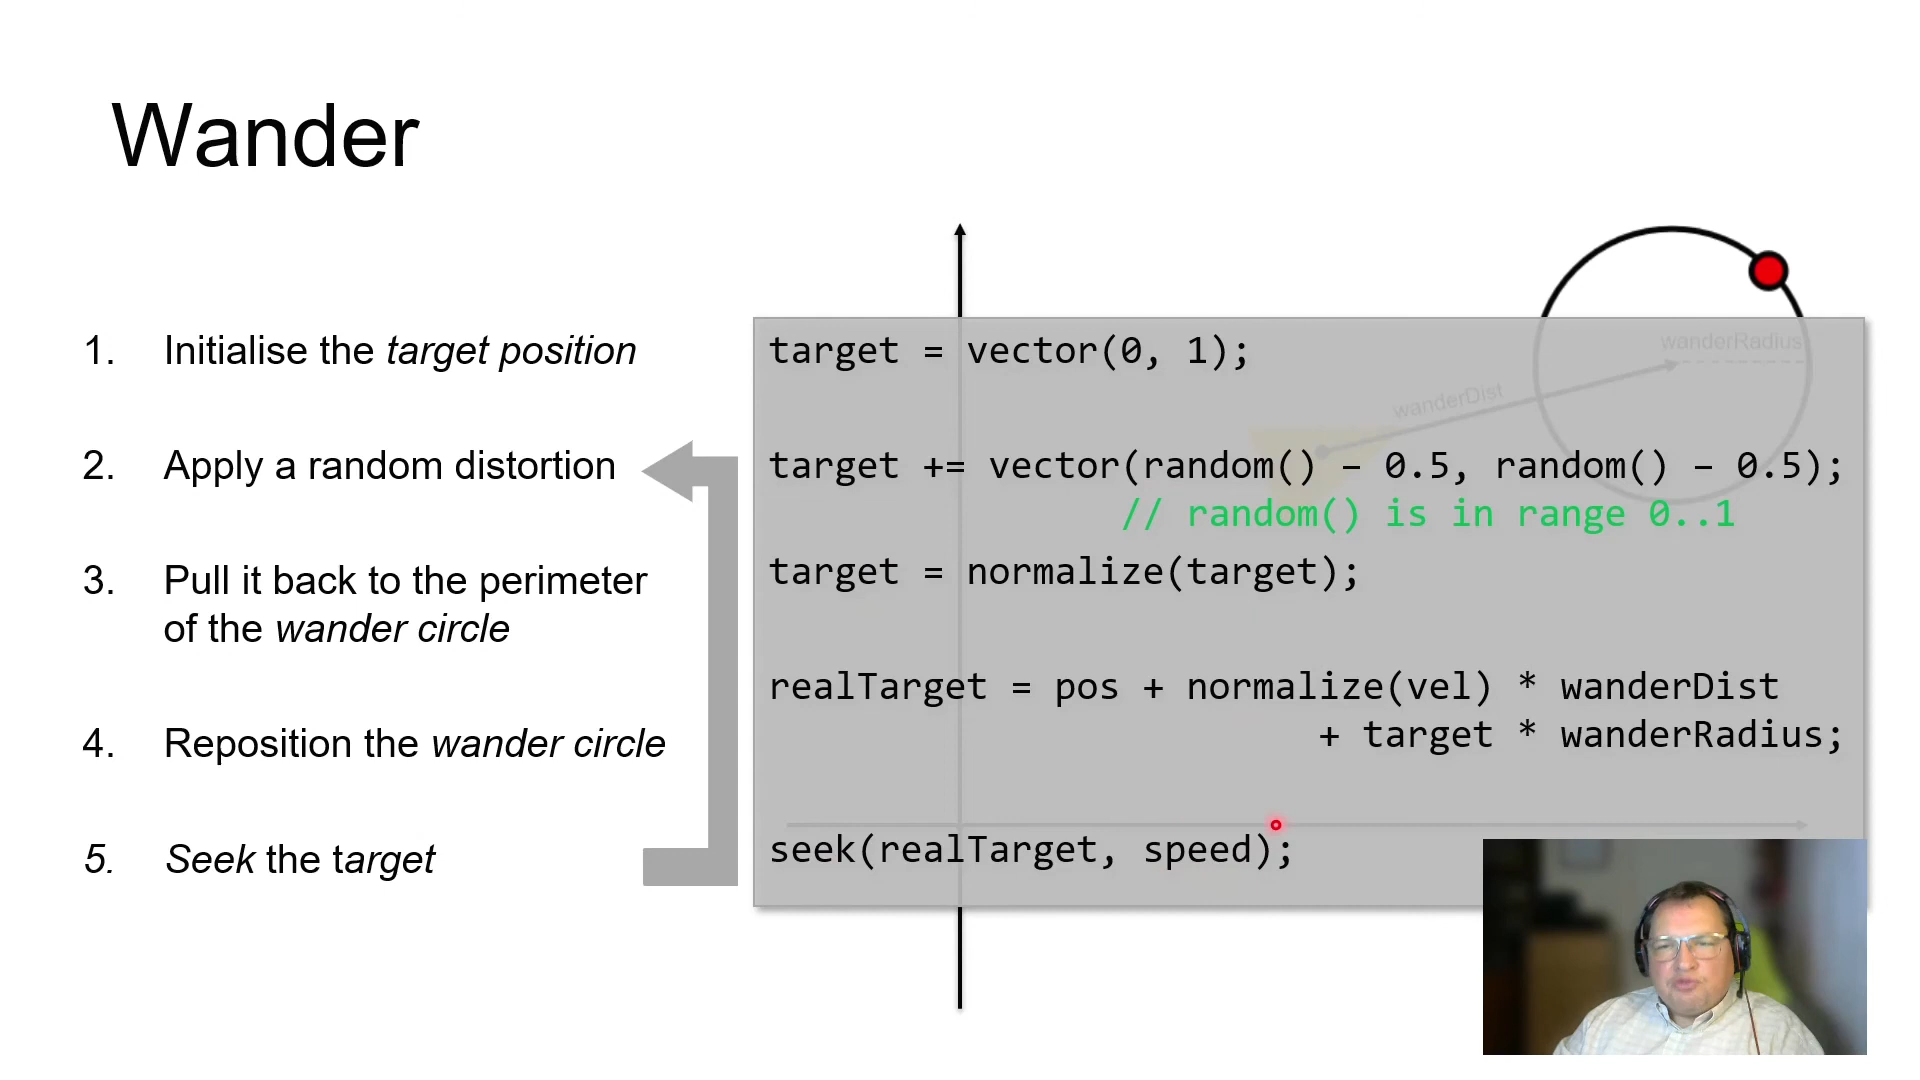 Wander
1. Initialise the target position
2. Apply a random distortion
3. Pull it back to the perimeter
of the wander circle
4. Reposition the wander circle
5. Seek the target
target = vector(0, 1);
target += vector(random() – 0.5, random() – 0.5);
// random() is in range 0..1
target = normalize(target);
realTarget = pos + normalize(vel) * wanderDist
+ target * wanderRadius;
seek(realTarget, speed);
wanderRadius
wanderDist